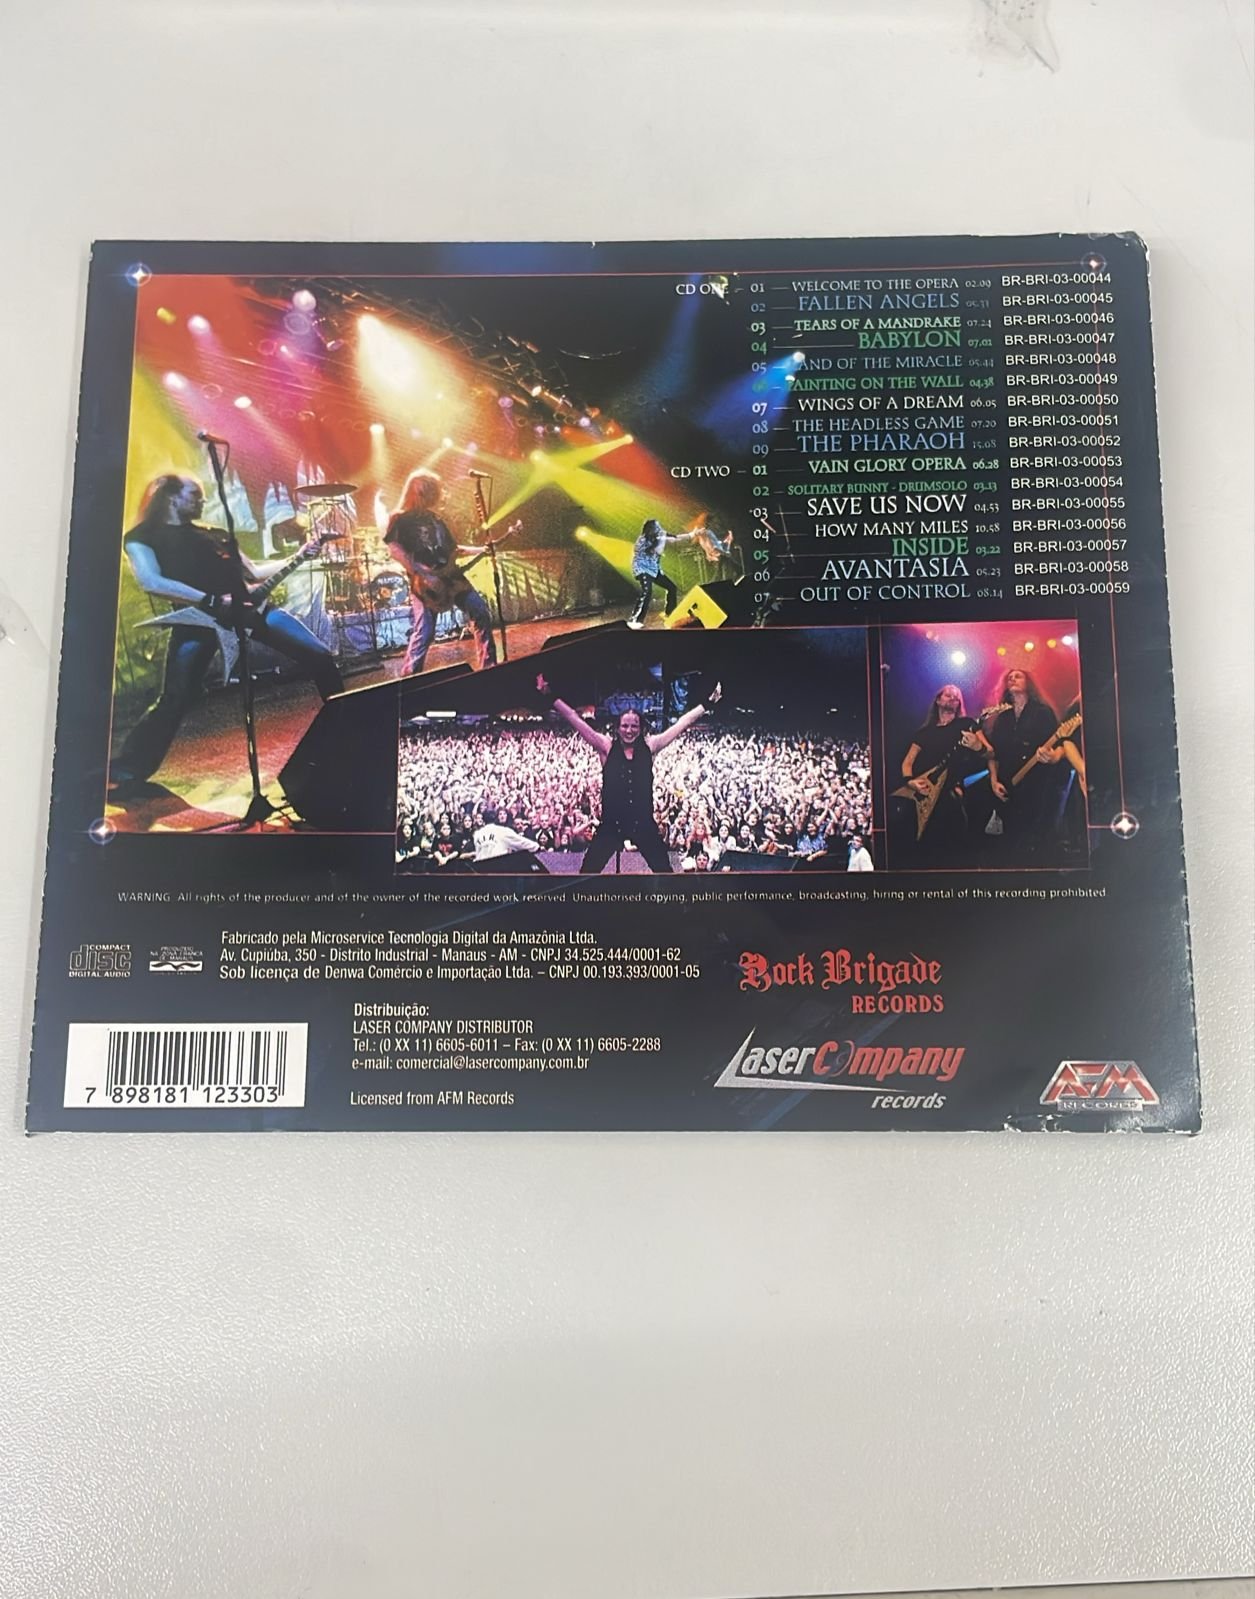 CD ONE - 01 — WELCOME TO THE OPERA 02.09 BR-BRI-03-00044
02 — FALLEN ANGELS BR-BRI-03-00045
03 — TEARS OF A MANDRAKE 07.24 BR-BRI-03-00046
04 — BABYLON 07.01 BR-BRI-03-00047
05 — LAND OF THE MIRACLE 05.44 BR-BRI-03-00048
PAINTING ON THE WALL 04.38 BR-BRI-03-00049
07 — WINGS OF A DREAM 06.05 BR-BRI-03-00050
08 — THE HEADLESS GAME 07.20 BR-BRI-03-00051
09 — THE PHARAOH 15.08 BR-BRI-03-00052
CD TWO - 01 — VAIN GLORY OPERA 06.28 BR-BRI-03-00053
02 — SOLITARY BUNNY - DRUMSOLO 03.13 BR-BRI-03-00054
03 — SAVE US NOW 04.53 BR-BRI-03-00055
04 — HOW MANY MILES 10.58 BR-BRI-03-00056
05 — INSIDE 03.22 BR-BRI-03-00057
06 — AVANTASIA 05.23 BR-BRI-03-00058
07 — OUT OF CONTROL 08.14 BR-BRI-03-00059
WARNING All rights of the producer and of the owner of the recorded work reserved. Unauthorised copying, public performance, broadcasting, hiring or rental of this recording prohibited.
COMPACT
disc
DIGITAL AUDIO
PRODUZIDO
NA ZONA FRANCA
DE MANAUS
Fabricado pela Microservice Tecnologia Digital da Amazônia Ltda.
Av. Cupiúba, 350 - Distrito Industrial - Manaus - AM - CNPJ 34.525.444/0001-62
Sob licença de Denwa Comércio e Importação Ltda. – CNPJ 00.193.393/0001-05
Rock Brigade
RECORDS
Distribuição:
LASER COMPANY DISTRIBUTOR
Tel.: (0 XX 11) 6605-6011 – Fax: (0 XX 11) 6605-2288
e-mail: comercial@lasercompany.com.br
Licensed from AFM Records
7 898181 123303
LaserCompany
records
AFM
RECORDS